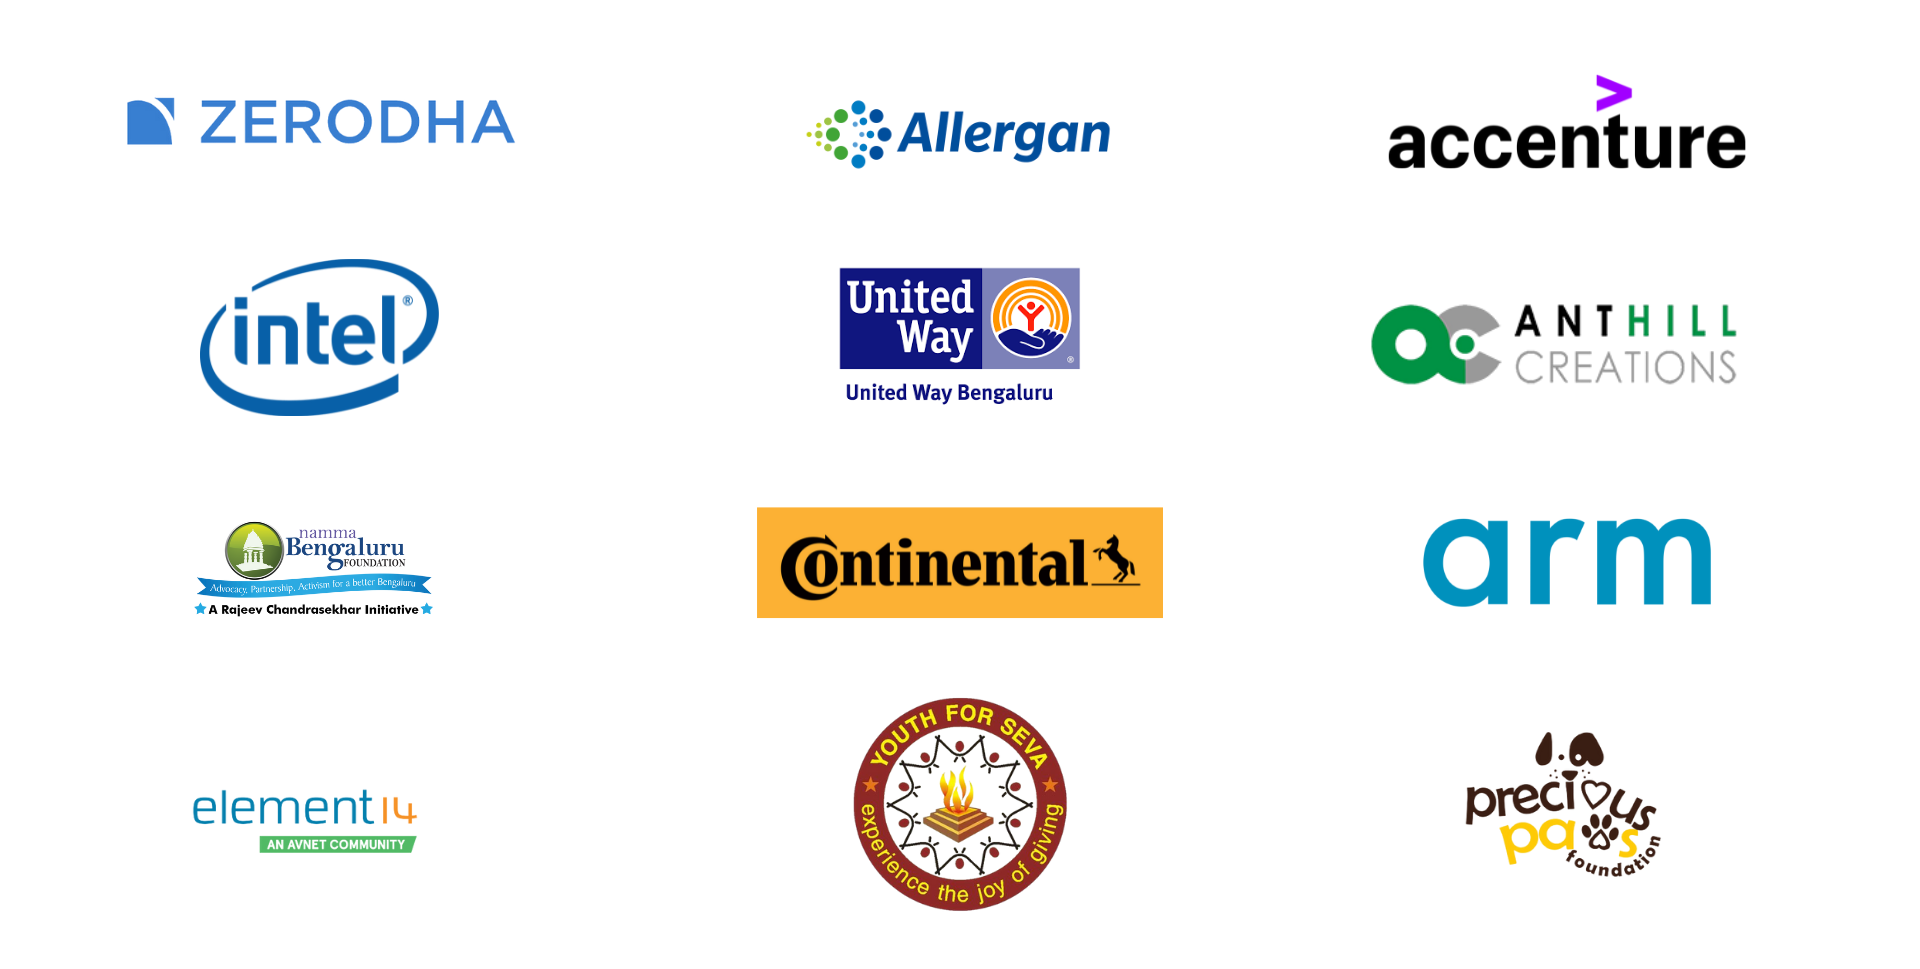 ZERODHA
Allergan
accenture
intel®
United
Way
®
United Way Bengaluru
ANTHILL
CREATIONS
namma
Bengaluru
FOUNDATION
Advocacy, Partnership, Activism for a better Bengaluru
A Rajeev Chandrasekhar Initiative
Continental
arm
element14
AN AVNET COMMUNITY
YOUTH FOR SEVA
experience the joy of giving
precious
paws
foundation